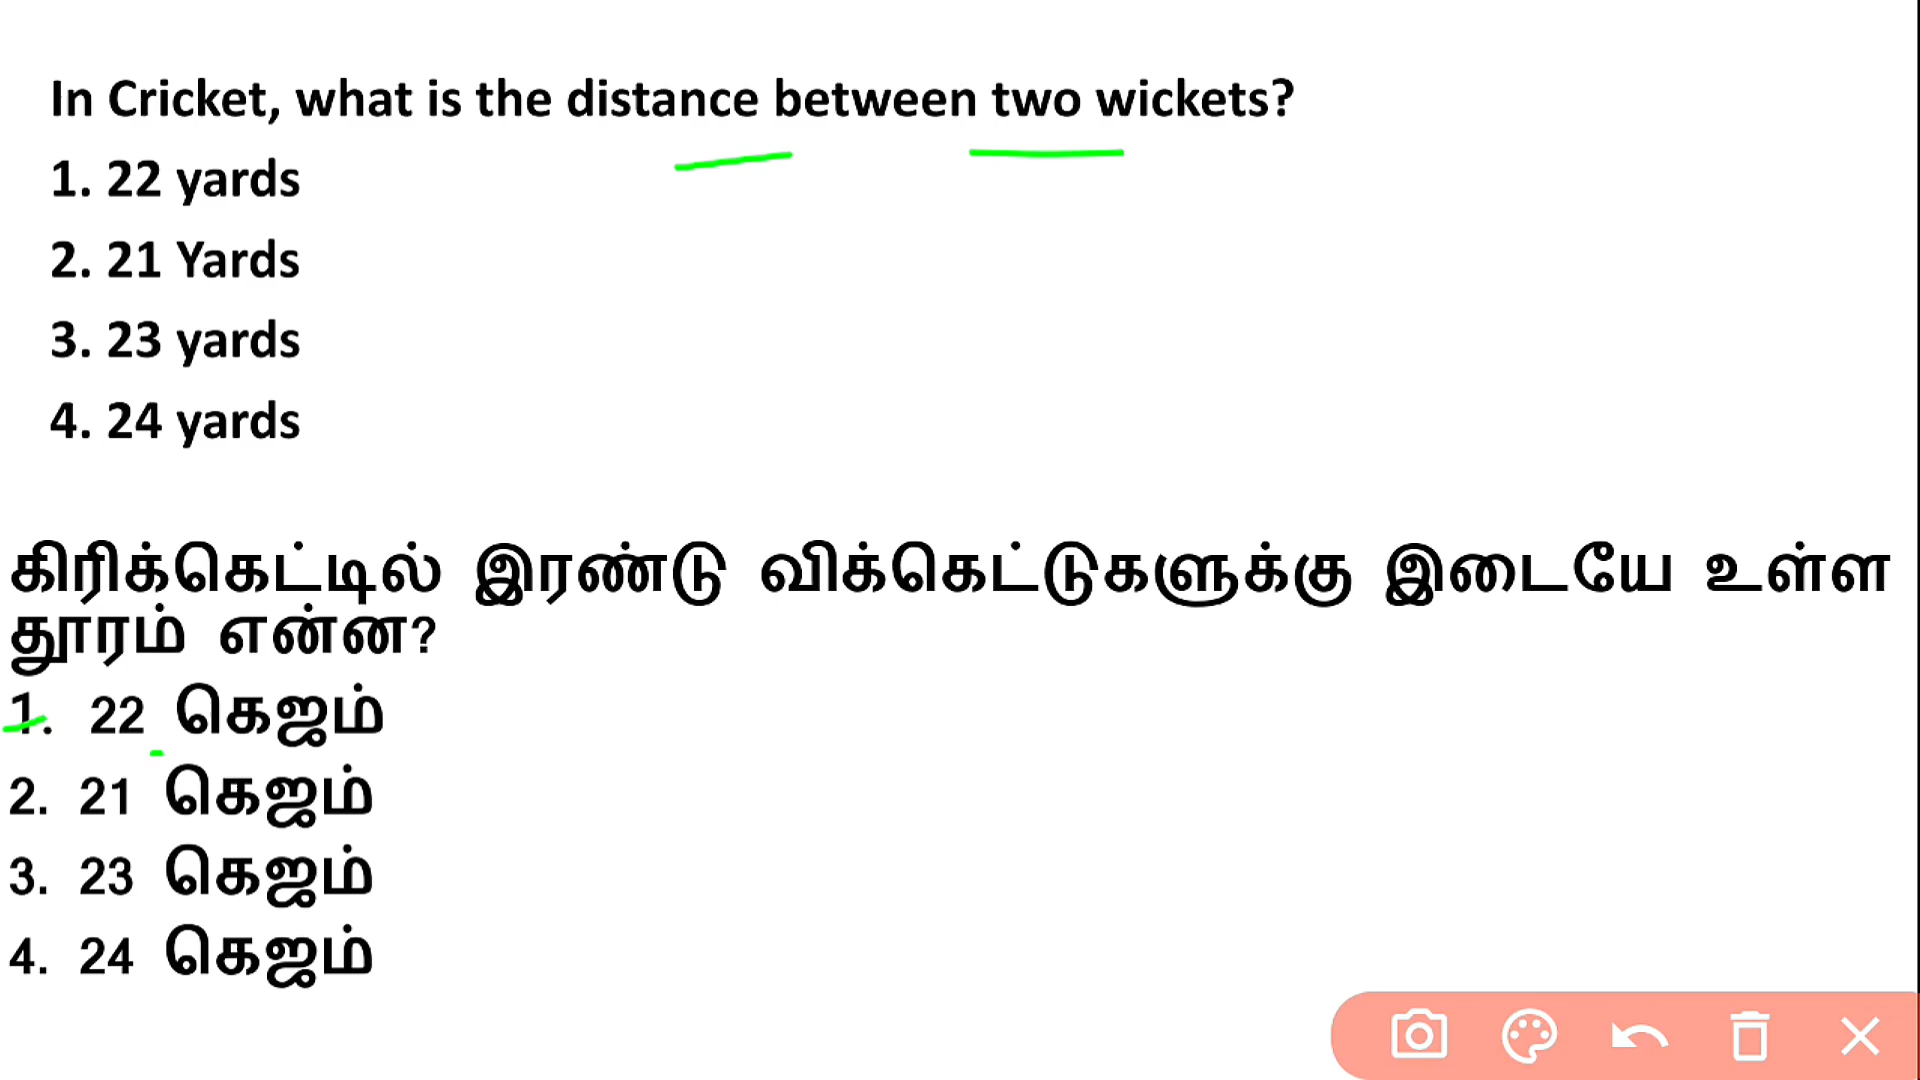 In Cricket, what is the distance between two wickets?
1. 22 yards
2. 21 Yards
3. 23 yards
4. 24 yards
கிரிக்கெட்டில் இரண்டு விக்கெட்டுகளுக்கு இடையே உள்ள
தூரம் என்ன?
1. 22 கெஜம்
2. 21 கெஜம்
3. 23 கெஜம்
4. 24 கெஜம்